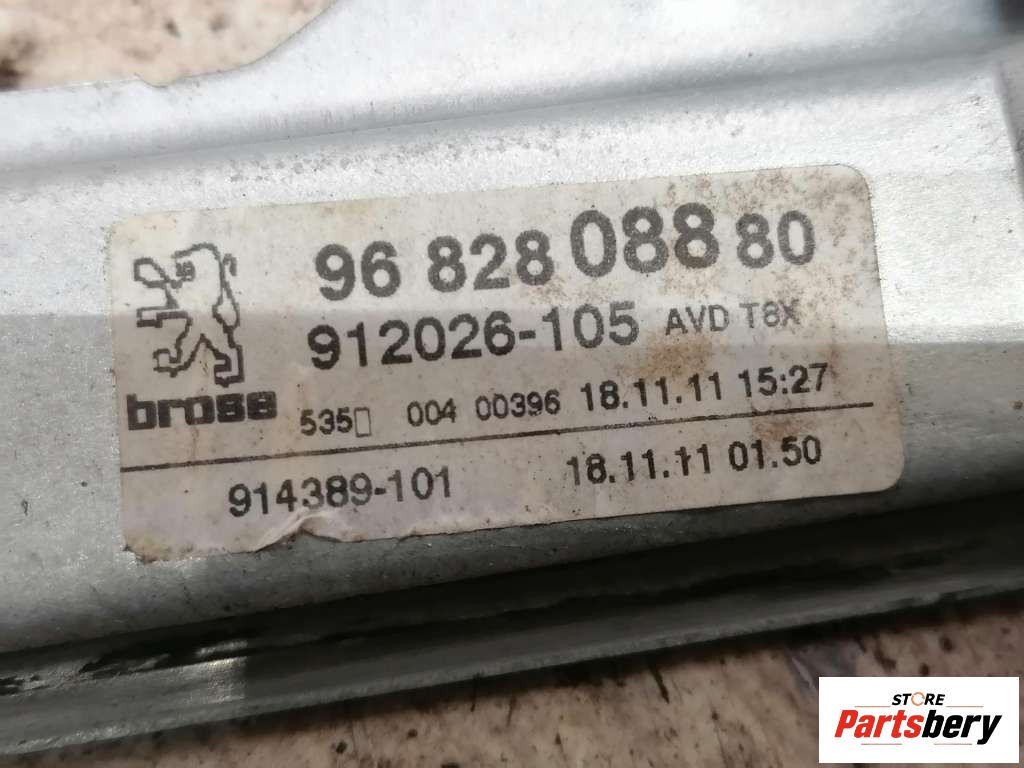 96 828 088 80
912026-105 AVD T8X
brose 535▯ 004 00396 18.11.11 15:27
914389-101 18.11.11 01.50
STORE
Partsbery